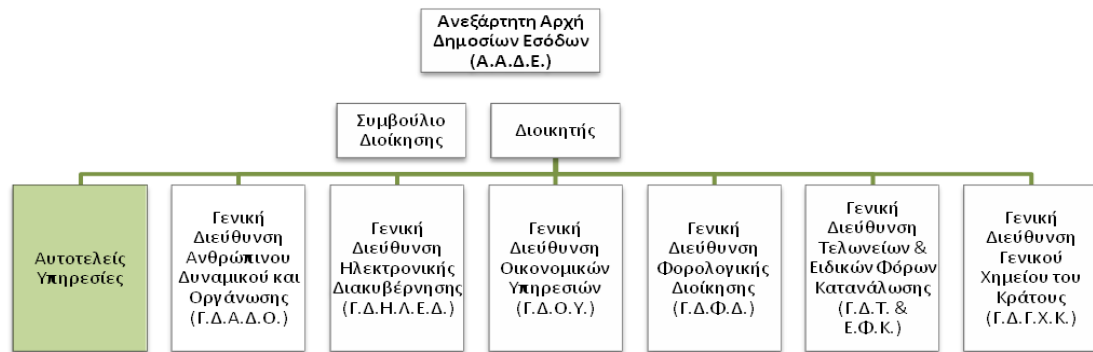 Ανεξάρτητη Αρχή
Δημοσίων Εσόδων
(Α.Α.Δ.Ε.)
Συμβούλιο
Διοίκησης
Διοικητής
Αυτοτελείς
Υπηρεσίες
Γενική
Διεύθυνση
Ανθρώπινου
Δυναμικού και
Οργάνωσης
(Γ.Δ.Α.Δ.Ο.)
Γενική
Διεύθυνση
Ηλεκτρονικής
Διακυβέρνησης
(Γ.Δ.Η.Λ.Ε.Δ.)
Γενική
Διεύθυνση
Οικονομικών
Υπηρεσιών
(Γ.Δ.Ο.Υ.)
Γενική
Διεύθυνση
Φορολογικής
Διοίκησης
(Γ.Δ.Φ.Δ.)
Γενική
Διεύθυνση
Τελωνείων &
Ειδικών Φόρων
Κατανάλωσης
(Γ.Δ.Τ. &
Ε.Φ.Κ.)
Γενική
Διεύθυνση
Γενικού
Χημείου του
Κράτους
(Γ.Δ.Γ.Χ.Κ.)